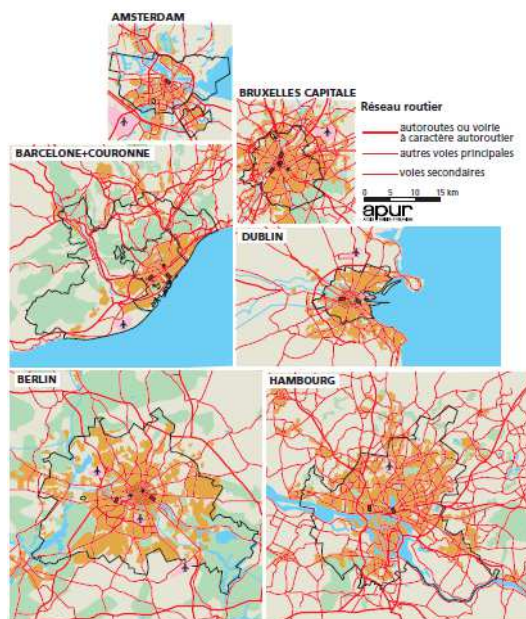 AMSTERDAM
BRUXELLES CAPITALE
Réseau routier
autoroutes ou voirie
à caractère autoroutier
autres voies principales
voies secondaires
BARCELONE+COURONNE
0 5 10 15 km
apur
DUBLIN
BERLIN
HAMBOURG